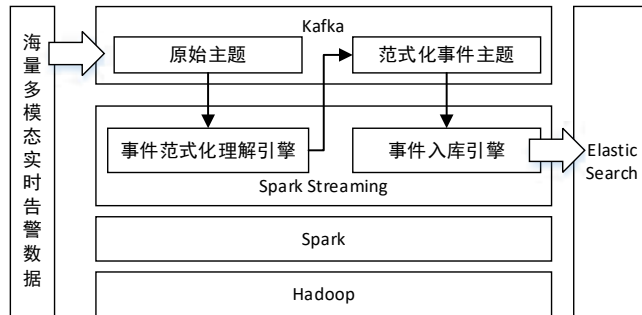 海量多模态实时告警数据
Kafka
原始主题
范式化事件主题
事件范式化理解引擎
事件入库引擎
Spark Streaming
Elastic
Search
Spark
Hadoop